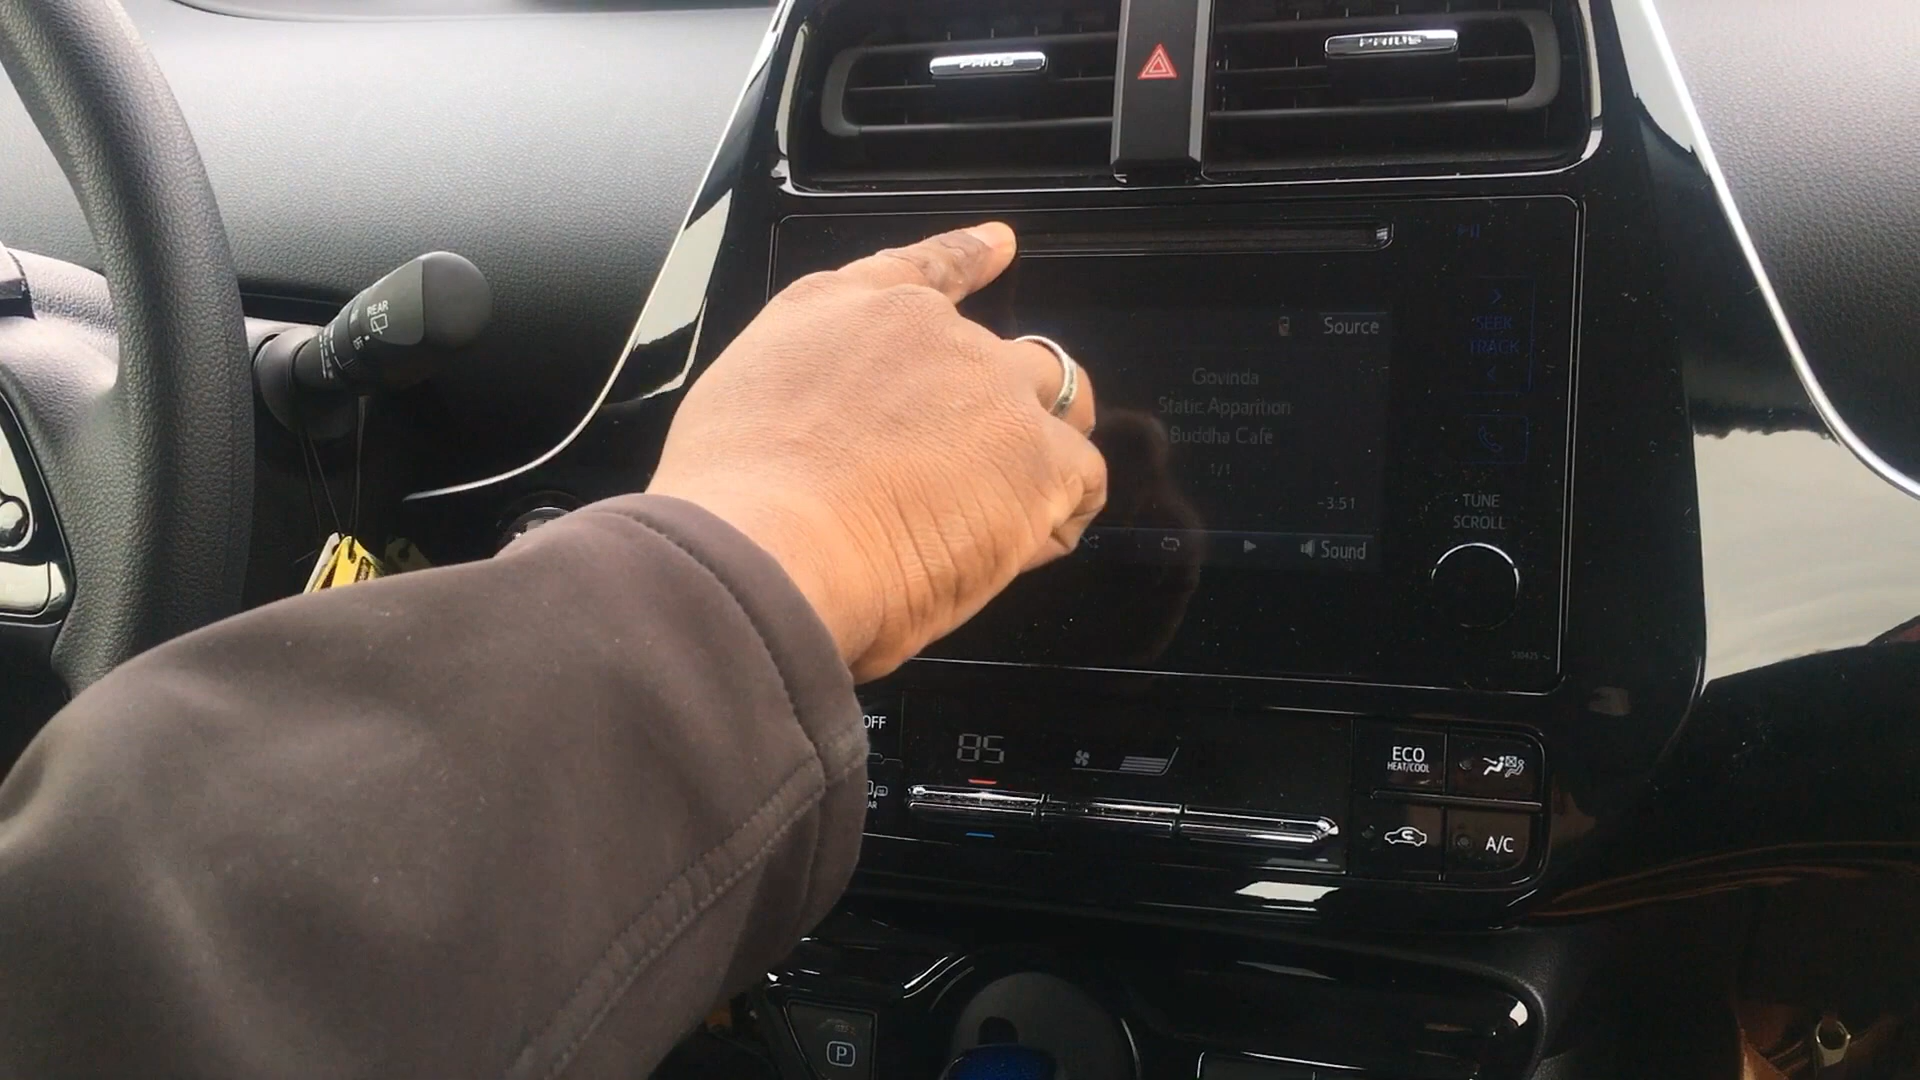 PRIUS
PRIUS
REAR
OFF
Source
Govinda
Static Apparition
Buddha Café
1/1
-3:51
Sound
SEEK
TRACK
TUNE
SCROLL
OFF
85
ECO
HEAT/COOL
A/C
P